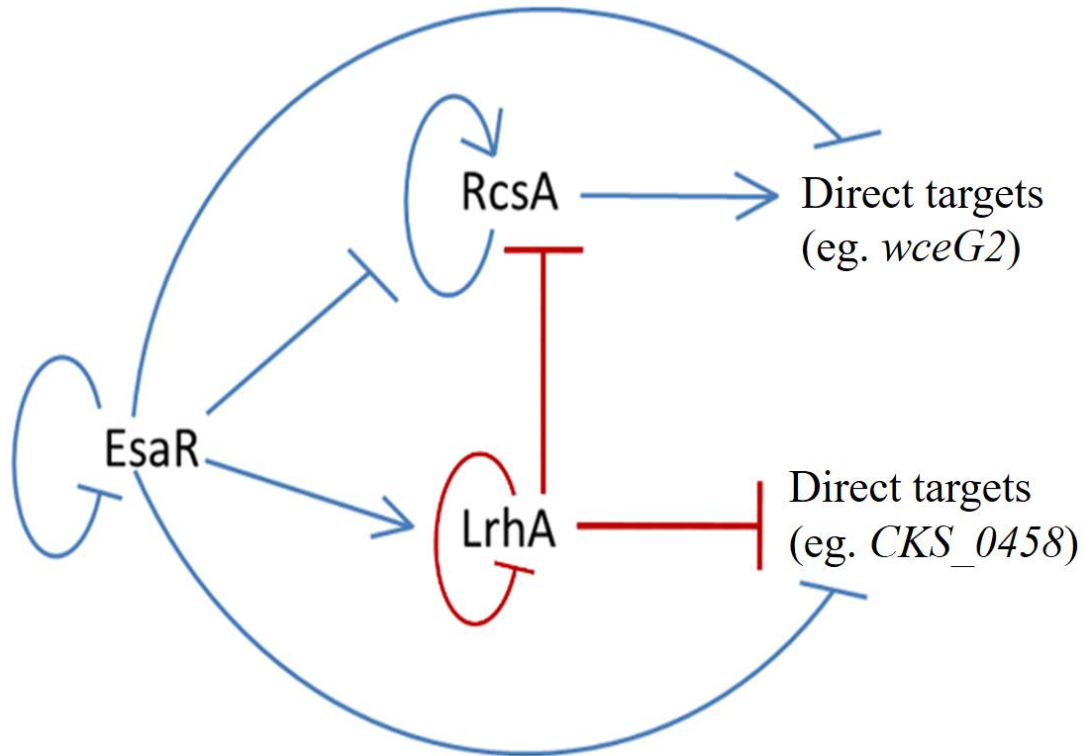 RcsA
Direct targets
(eg. wceG2)
EsaR
LrhA
Direct targets
(eg. CKS_0458)